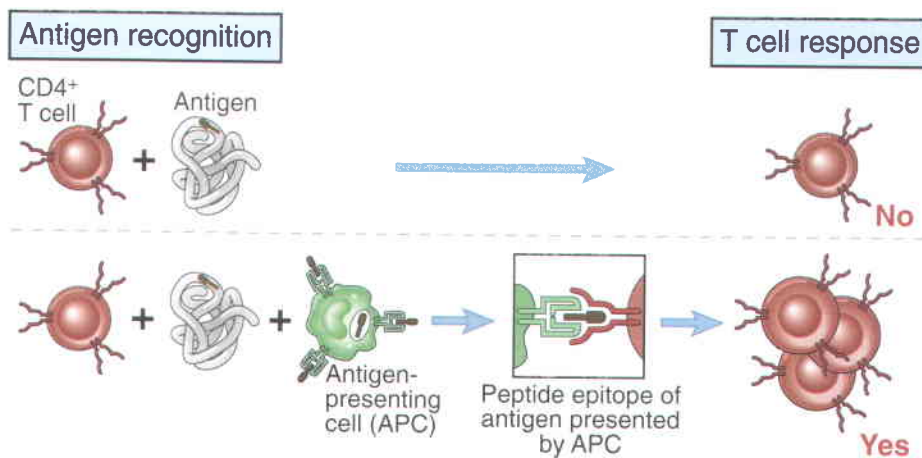 Antigen recognition
T cell response
CD4+
T cell
Antigen
+
No
+
+
Antigen-
presenting
cell (APC)
Peptide epitope of
antigen presented
by APC
Yes